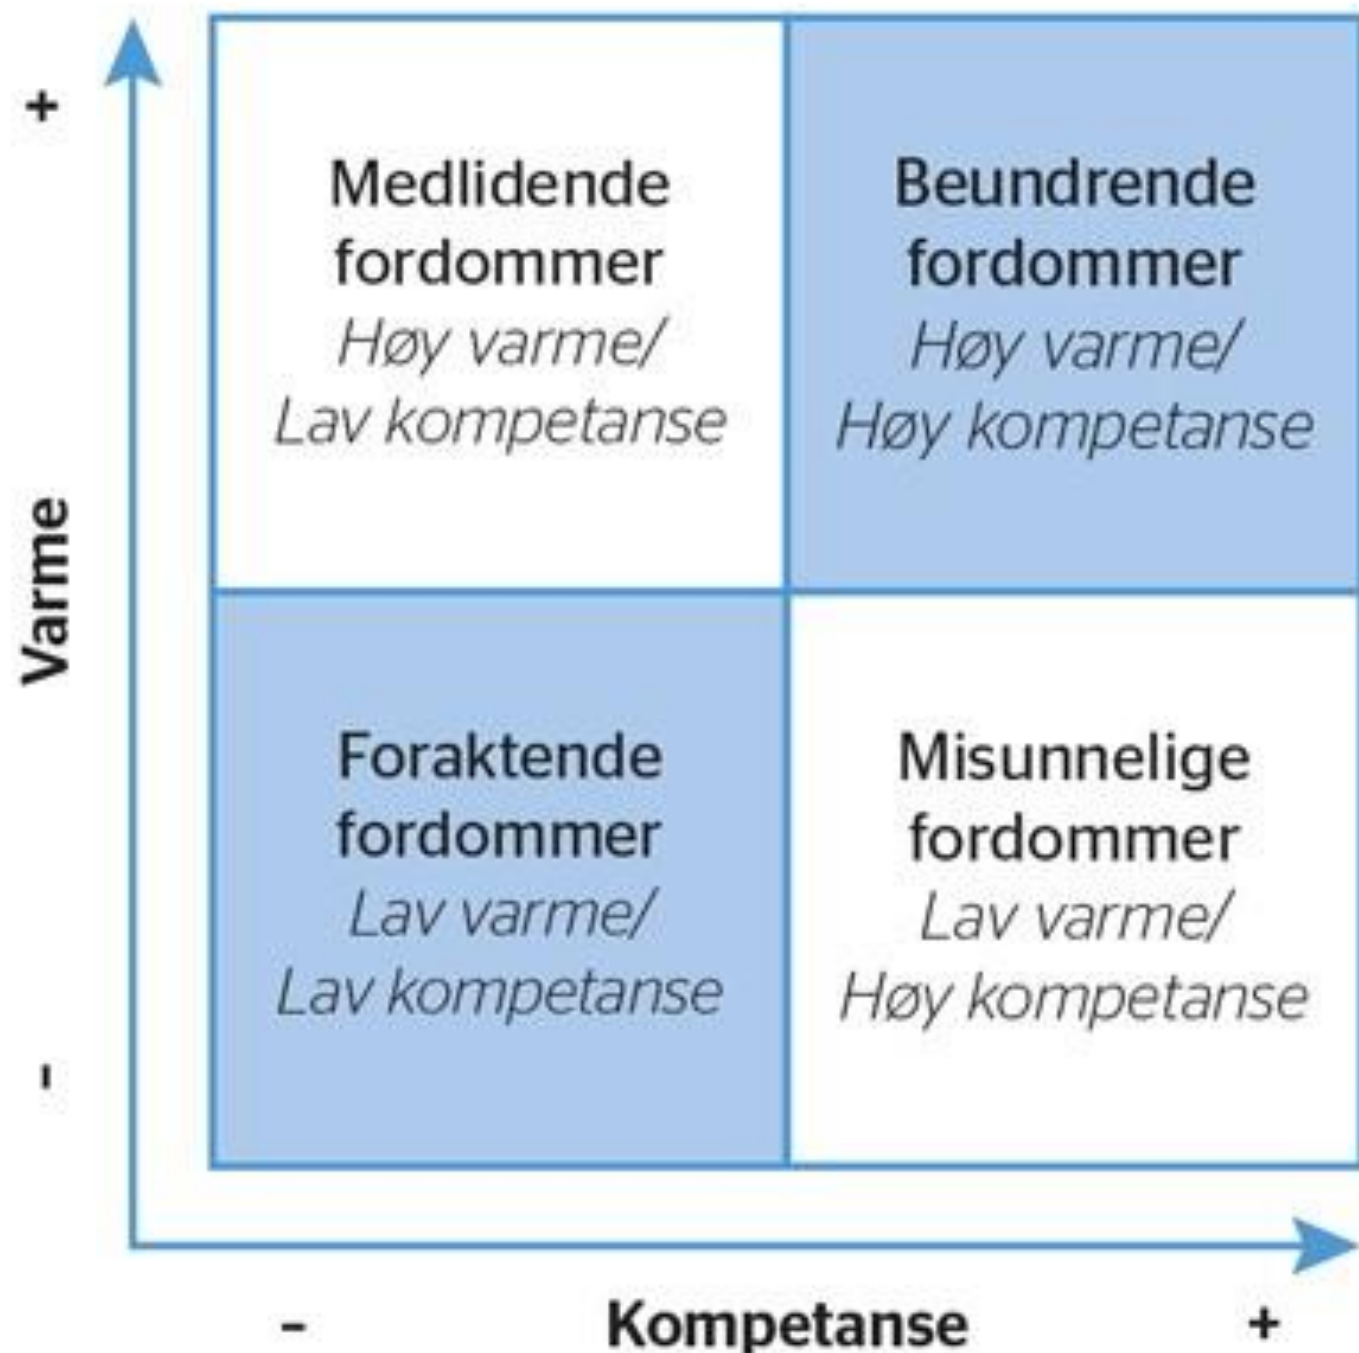 +
Varme
-
Medlidende
fordommer
Høy varme/
Lav kompetanse
Beundrende
fordommer
Høy varme/
Høy kompetanse
Foraktende
fordommer
Lav varme/
Lav kompetanse
Misunnelige
fordommer
Lav varme/
Høy kompetanse
- Kompetanse +